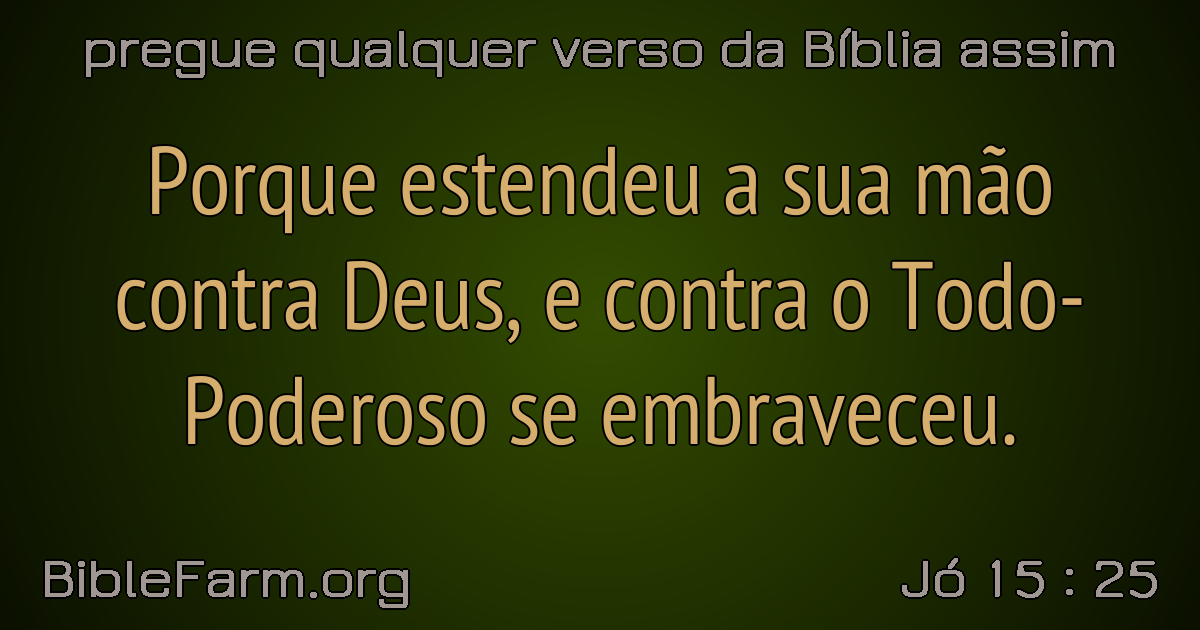 pregue qualquer verso da Bíblia assim
Porque estendeu a sua mão
contra Deus, e contra o Todo-
Poderoso se embraveceu.
BibleFarm.org
Jó 15 : 25